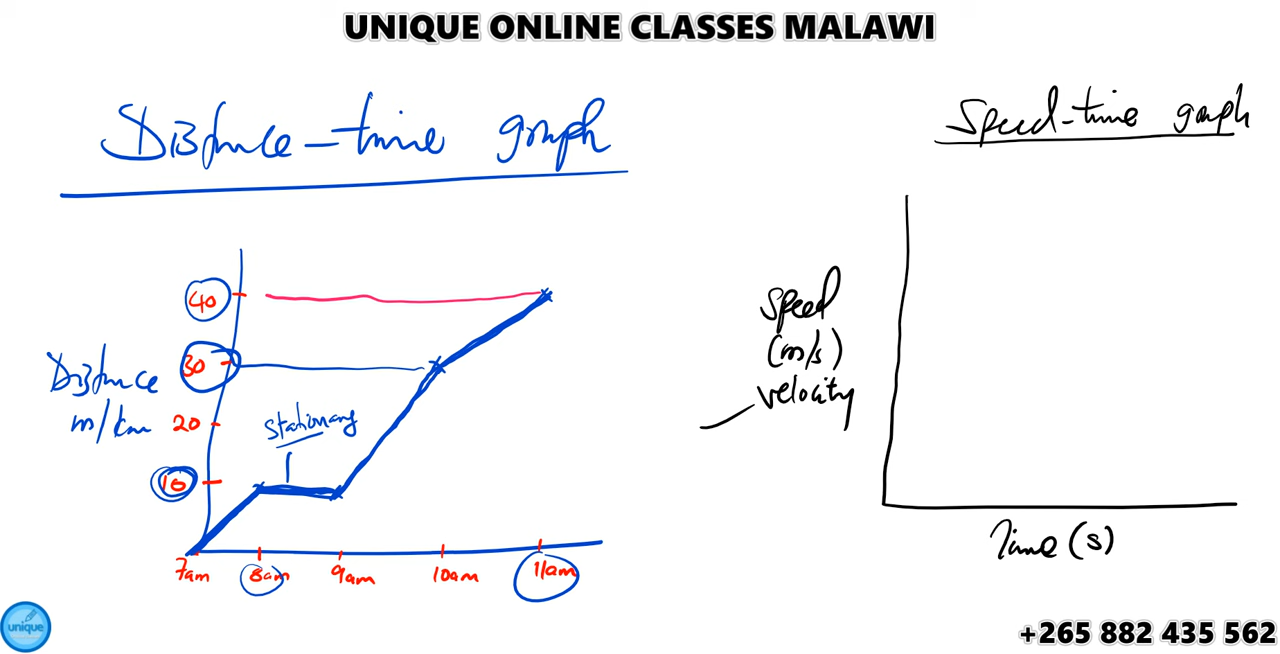 UNIQUE ONLINE CLASSES MALAWI
Distance-time graph
Speed-time graph
40
30
Distance
m/km
20
stationary
10
7am
8am
9am
10am
11am
Speed
(m/s)
velocity
Time (s)
unique
+265 882 435 562